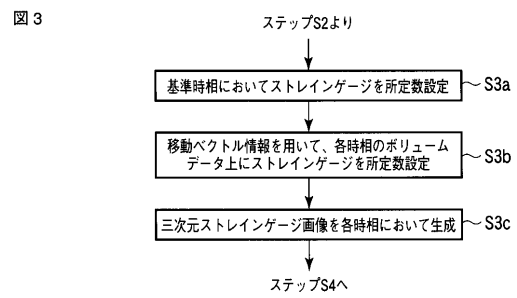 図3
ステップS2より
基準時相においてストレインゲージを所定数設定
S3a
移動ベクトル情報を用いて、各時相のボリューム
データ上にストレインゲージを所定数設定
S3b
三次元ストレインゲージ画像を各時相において生成
S3c
ステップS4へ